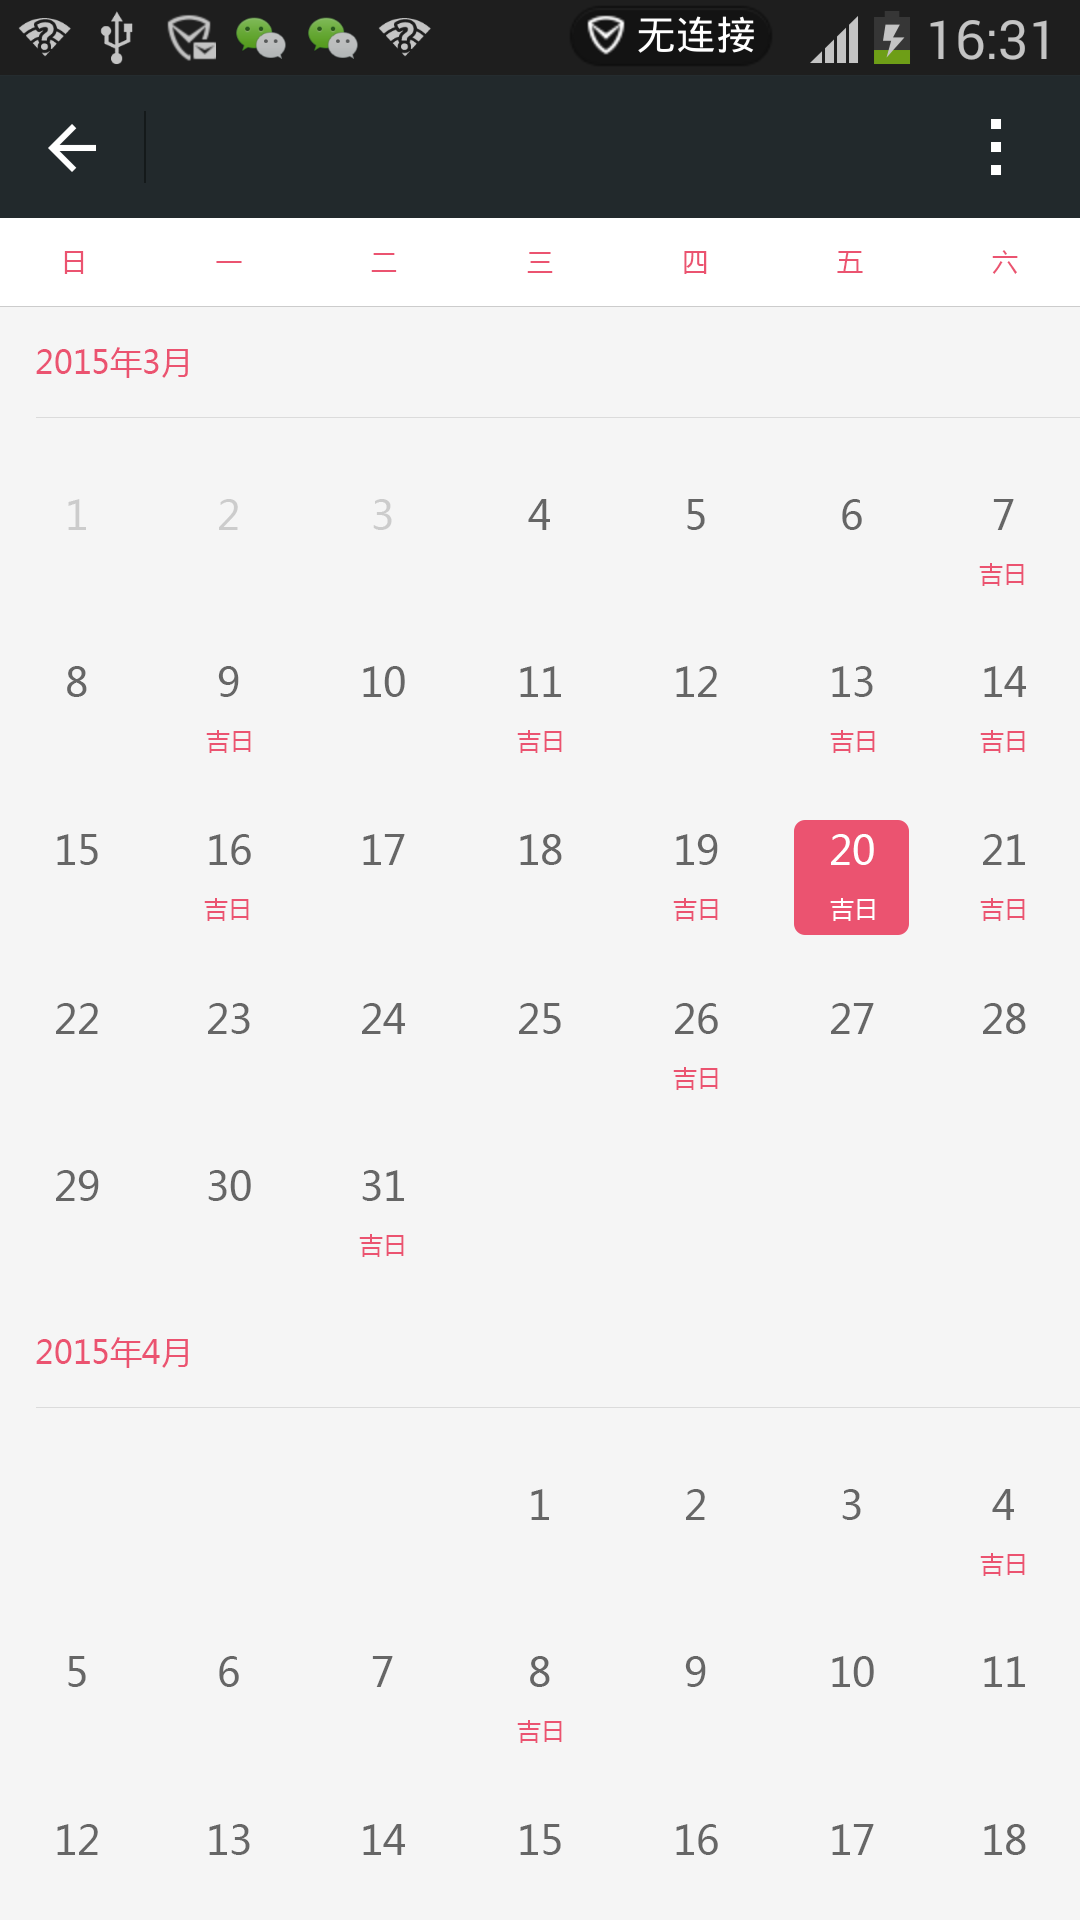 无连接 16:31
日 一 二 三 四 五 六
2015年3月
1 2 3 4 5 6 7
吉日
8 9 10 11 12 13 14
吉日 吉日 吉日 吉日
15 16 17 18 19 20 21
吉日 吉日 吉日 吉日
22 23 24 25 26 27 28
吉日
29 30 31
吉日
2015年4月
1 2 3 4
吉日
5 6 7 8 9 10 11
吉日
12 13 14 15 16 17 18